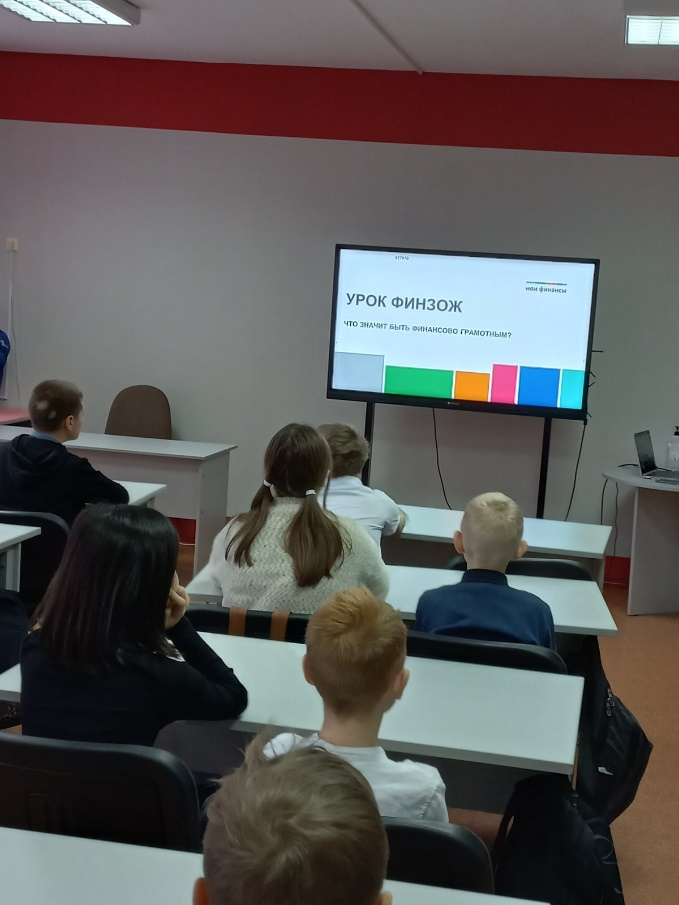 мои финансы
УРОК ФИНЗОЖ
ЧТО ЗНАЧИТ БЫТЬ ФИНАНСОВО ГРАМОТНЫМ?